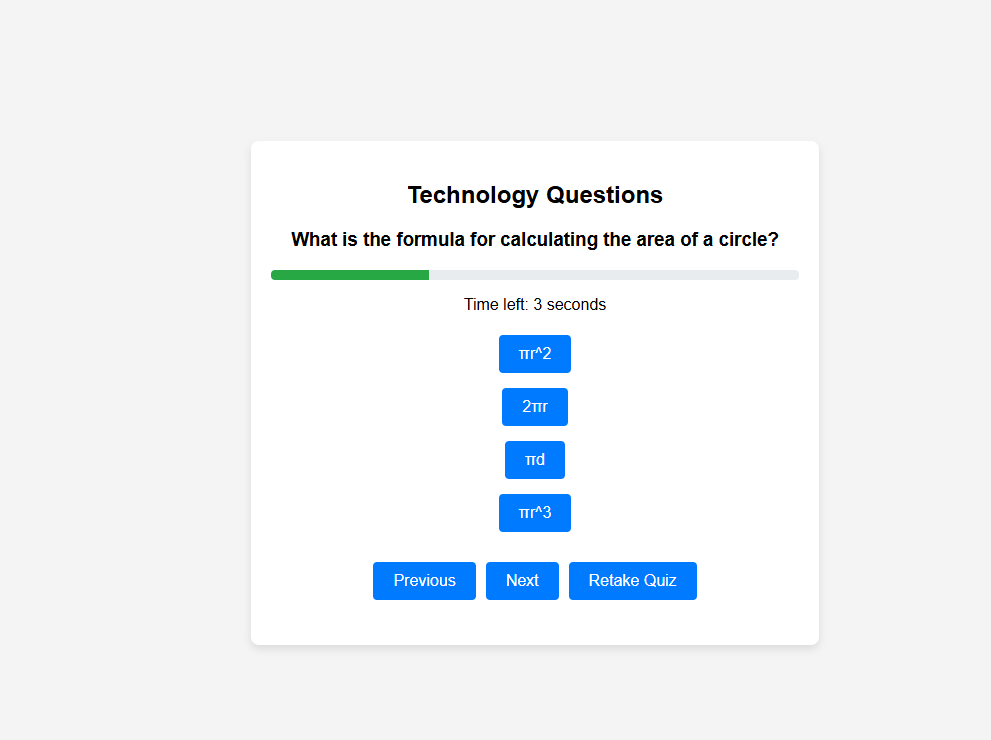 Technology Questions
What is the formula for calculating the area of a circle?
Time left: 3 seconds
πr^2
2πr
πd
πr^3
Previous Next Retake Quiz